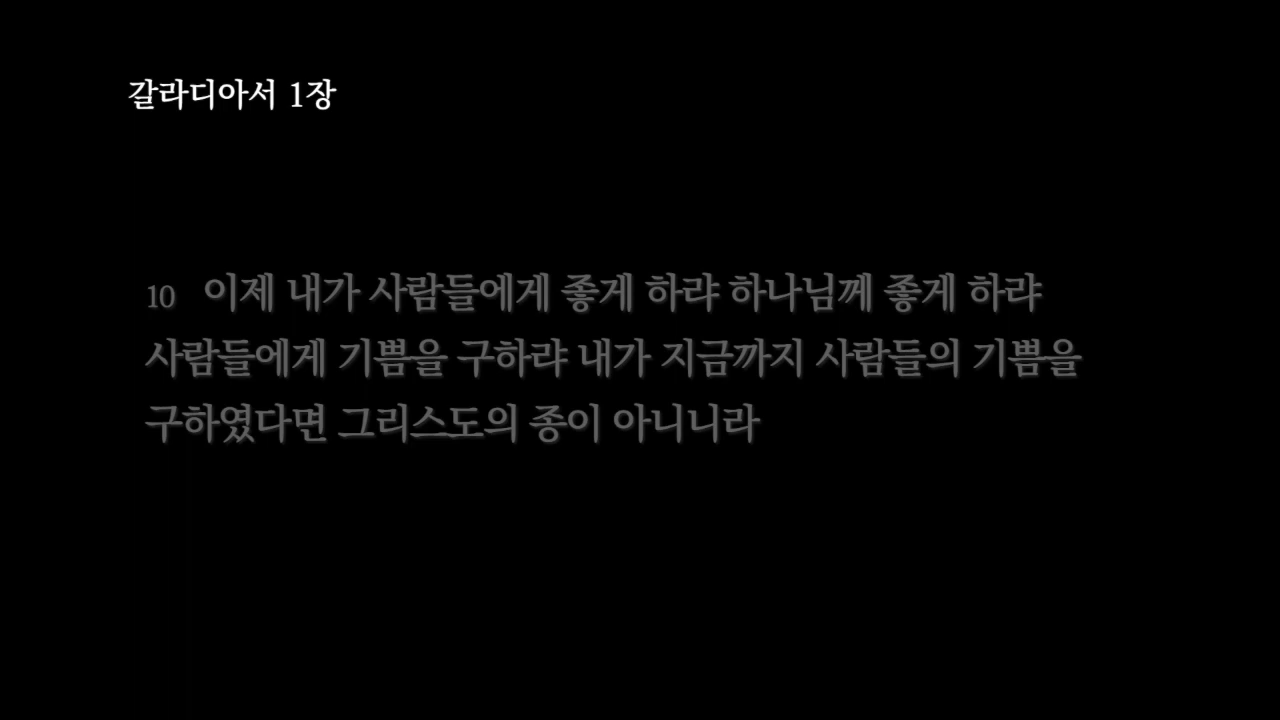 갈라디아서 1장
10 이제 내가 사람들에게 좋게 하랴 하나님께 좋게 하랴
사람들에게 기쁨을 구하랴 내가 지금까지 사람들의 기쁨을
구하였다면 그리스도의 종이 아니니라